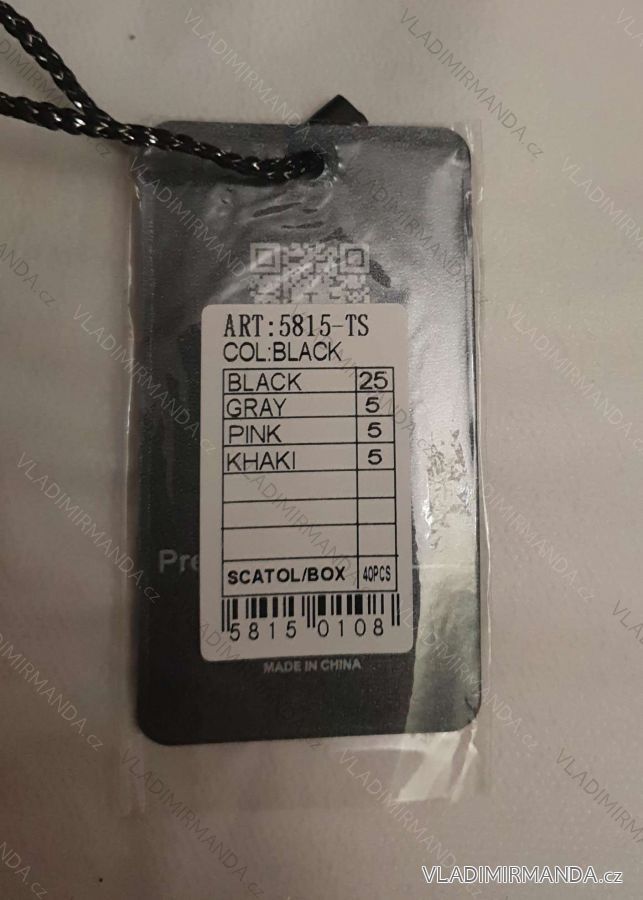 ART:5815-TS
COL:BLACK
BLACK 25
GRAY 5
PINK 5
KHAKI 5
Pre
SCATOL/BOX 40PCS
5815 0108
MADE IN CHINA
VLADIMIRMANDA.cz